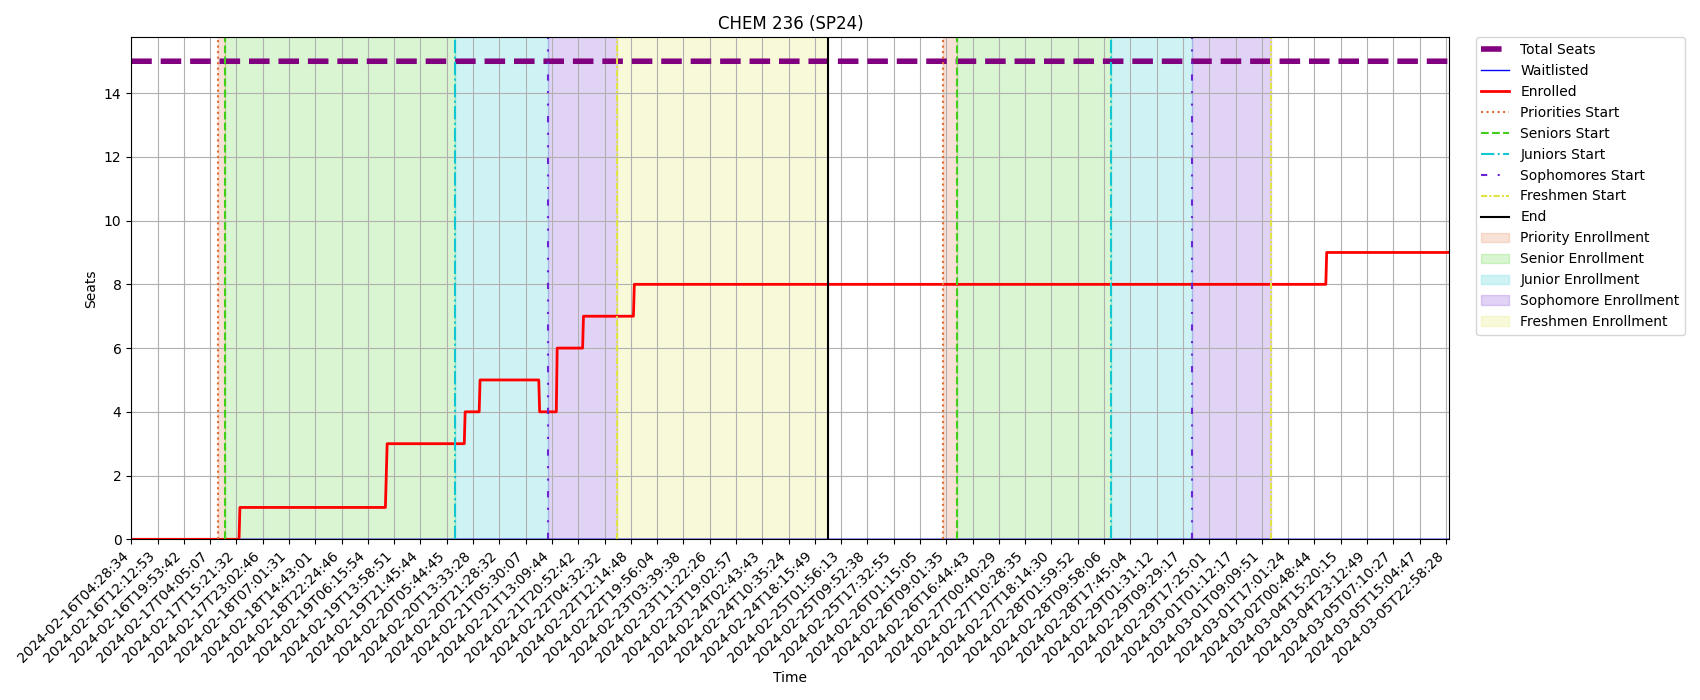 CHEM 236 (SP24)
Seats
14
12
10
8
6
4
2
0
2024-02-16T04:28:34
2024-02-16T12:12:53
2024-02-16T19:53:42
2024-02-17T04:05:07
2024-02-17T15:21:32
2024-02-17T23:02:46
2024-02-18T07:01:31
2024-02-18T14:43:01
2024-02-18T22:24:46
2024-02-19T06:15:54
2024-02-19T13:58:51
2024-02-19T21:45:44
2024-02-20T05:44:45
2024-02-20T13:33:28
2024-02-20T21:28:32
2024-02-21T05:30:07
2024-02-21T13:09:44
2024-02-21T20:52:42
2024-02-22T04:32:32
2024-02-22T12:14:48
2024-02-22T19:56:04
2024-02-23T03:39:38
2024-02-23T11:22:26
2024-02-23T19:02:57
2024-02-24T02:43:43
2024-02-24T10:35:24
2024-02-24T18:15:49
2024-02-25T01:56:13
2024-02-25T09:52:38
2024-02-25T17:32:55
2024-02-26T01:15:05
2024-02-26T09:01:35
2024-02-26T16:44:43
2024-02-27T00:40:29
2024-02-27T10:28:35
2024-02-27T18:14:30
2024-02-28T01:59:52
2024-02-28T09:58:06
2024-02-28T17:45:04
2024-02-29T01:31:12
2024-02-29T09:29:17
2024-02-29T17:25:01
2024-03-01T01:12:17
2024-03-01T09:09:51
2024-03-01T17:01:24
2024-03-02T00:48:44
2024-03-04T15:20:15
2024-03-04T23:12:49
2024-03-05T07:10:27
2024-03-05T15:04:47
2024-03-05T22:58:28
Time
Total Seats
Waitlisted
Enrolled
Priorities Start
Seniors Start
Juniors Start
Sophomores Start
Freshmen Start
End
Priority Enrollment
Senior Enrollment
Junior Enrollment
Sophomore Enrollment
Freshmen Enrollment